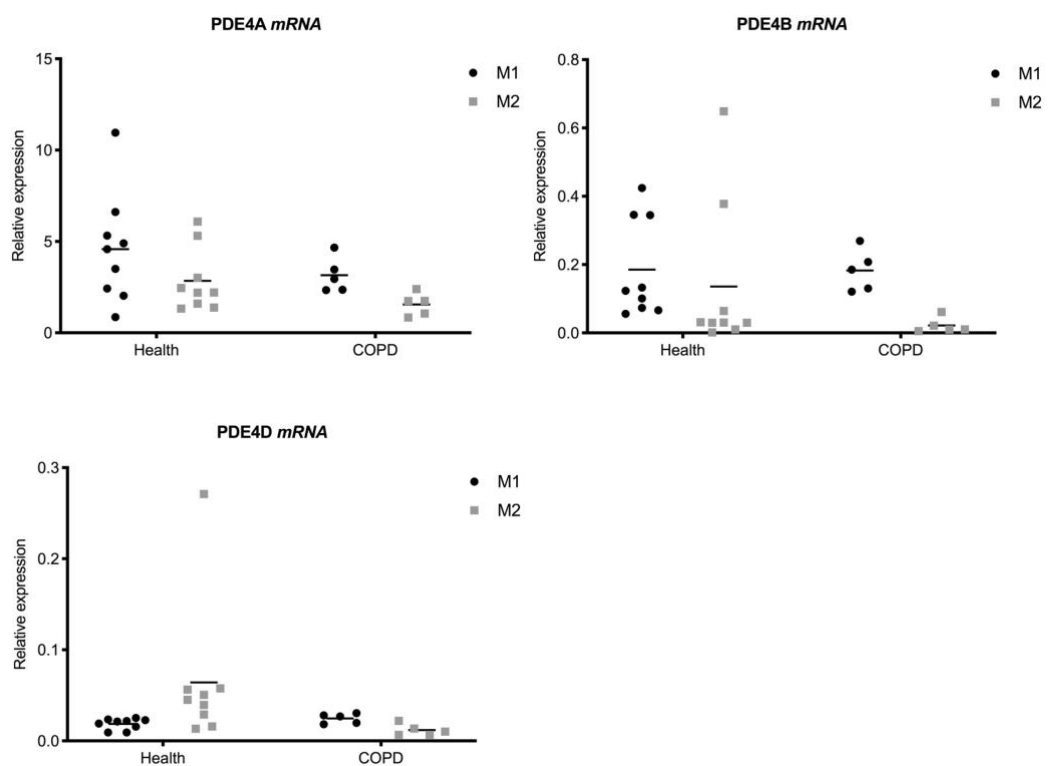 PDE4A mRNA
15
10
5
0
Relative expression
Health
COPD
M1
M2
PDE4B mRNA
0.8
0.6
0.4
0.2
0.0
Relative expression
Health
COPD
M1
M2
PDE4D mRNA
0.3
0.2
0.1
0.0
Relative expression
Health
COPD
M1
M2